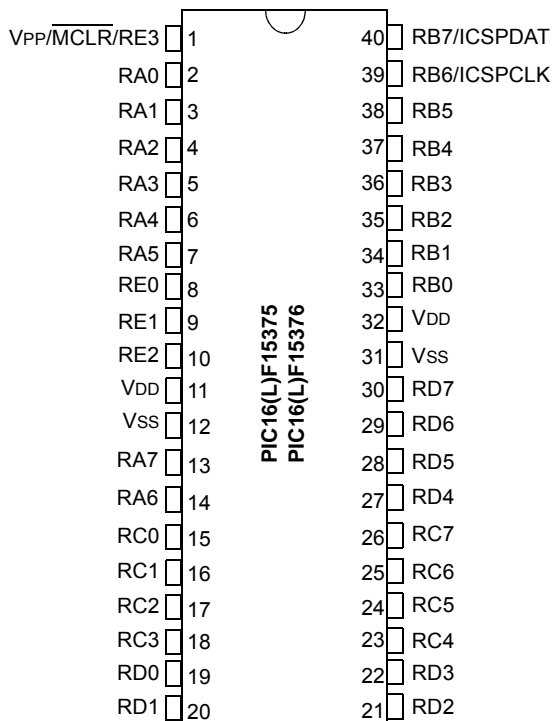 VPP/MCLR/RE3 1 40 RB7/ICSPDAT
RA0 2 39 RB6/ICSPCLK
RA1 3 38 RB5
RA2 4 37 RB4
RA3 5 36 RB3
RA4 6 35 RB2
RA5 7 34 RB1
RE0 8 33 RB0
RE1 9 32 VDD
RE2 10 31 VSS
VDD 11 30 RD7
VSS 12 29 RD6
RA7 13 28 RD5
RA6 14 27 RD4
RC0 15 26 RC7
RC1 16 25 RC6
RC2 17 24 RC5
RC3 18 23 RC4
RD0 19 22 RD3
RD1 20 21 RD2
PIC16(L)F15375
PIC16(L)F15376